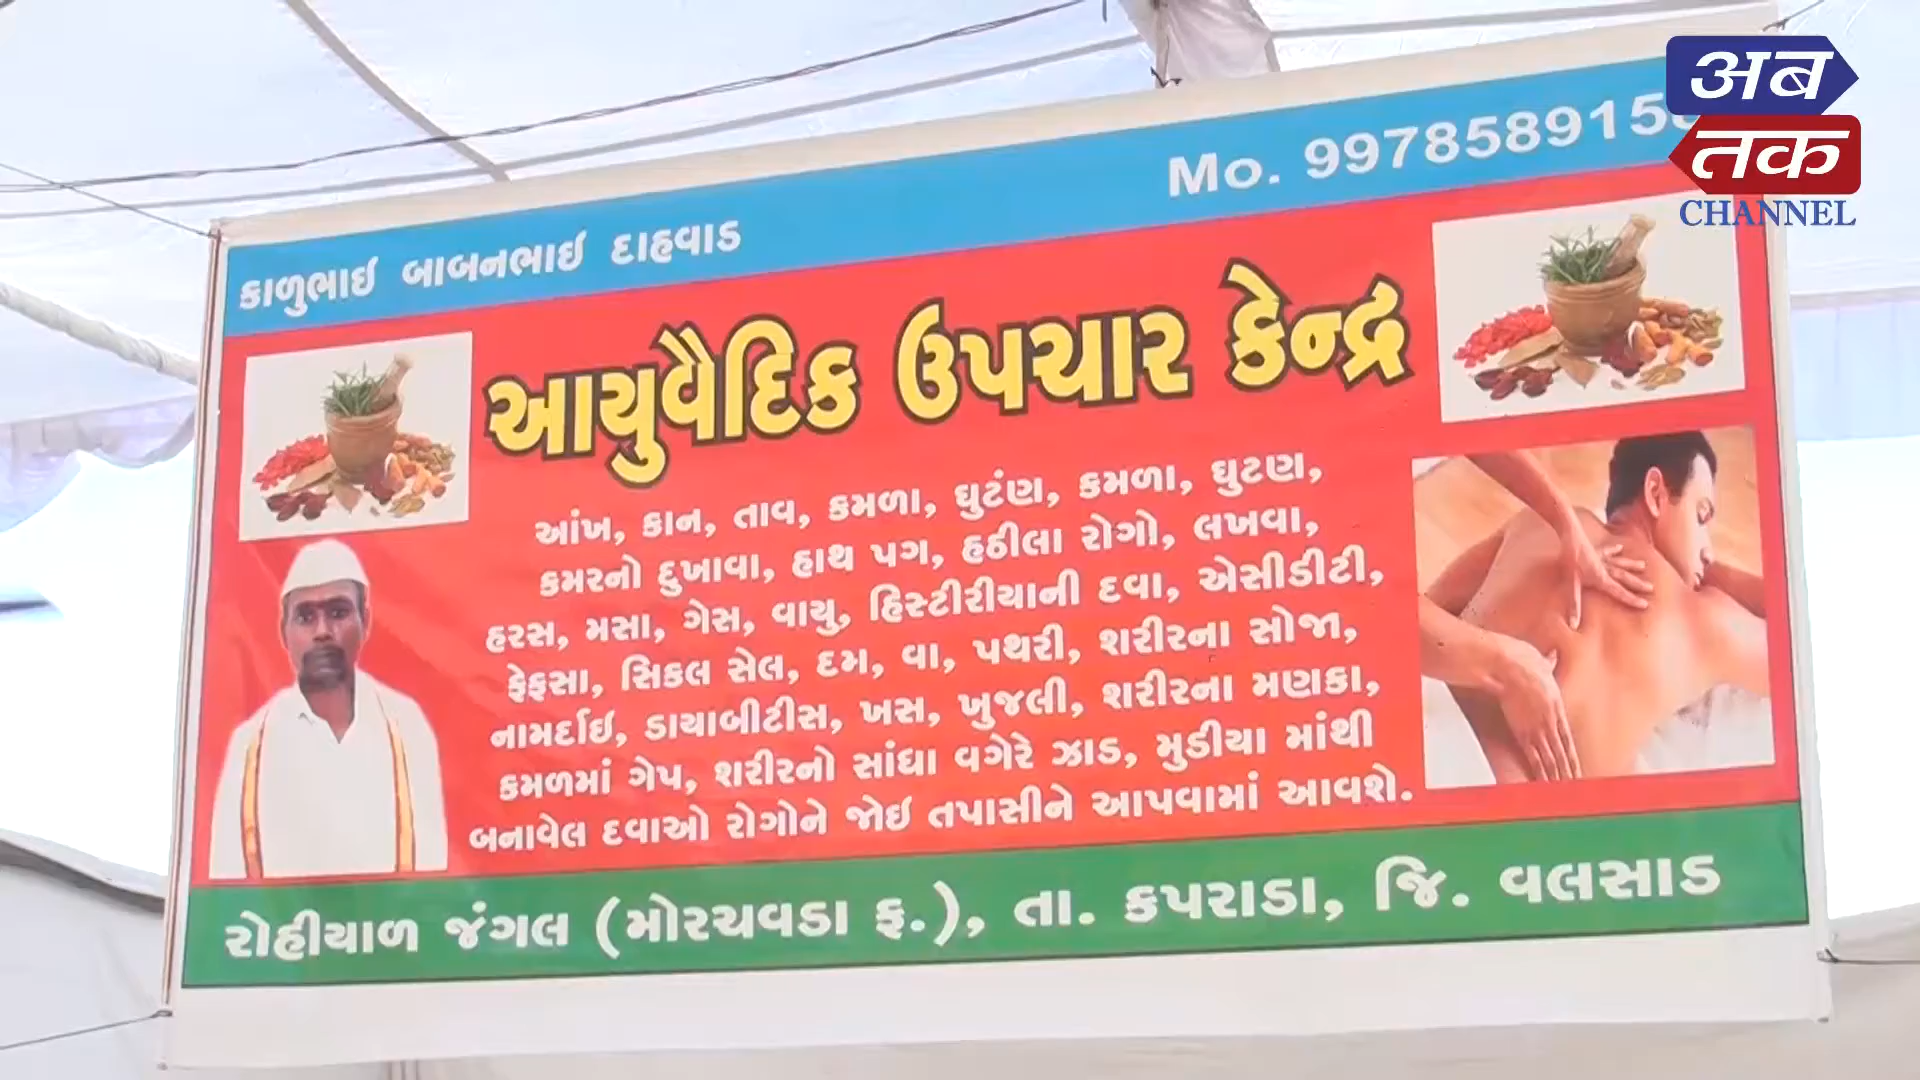 કાળુભાઈ બાબનભાઈ દાહવાડ
Mo. 997858915
अब
तक
CHANNEL
આયુર્વૈદિક ઉપચાર કેન્દ્ર
આંખ, કાન, તાવ, કમળા, ઘુટંણ, કમળા, ઘુટણ,
કમરનો દુખાવા, હાથ પગ, હઠીલા રોગો, લખવા,
હરસ, મસા, ગેસ, વાયુ, હિસ્ટીરીયાની દવા, એસીડીટી,
ફેફસા, સિકલ સેલ, દમ, વા, પથરી, શરીરના સોજા,
નામર્દાઇ, ડાયાબીટીસ, ખસ, ખુજલી, શરીરના મણકા,
કમળમાં ગેપ, શરીરનો સાંધા વગેરે ઝાડ, મુડીયા માંથી
બનાવેલ દવાઓ રોગોને જોઇ તપાસીને આપવામાં આવશે.
રોહીયાળ જંગલ (મોરચવડા ફ.), તા. કપરાડા, જિ. વલસાડ